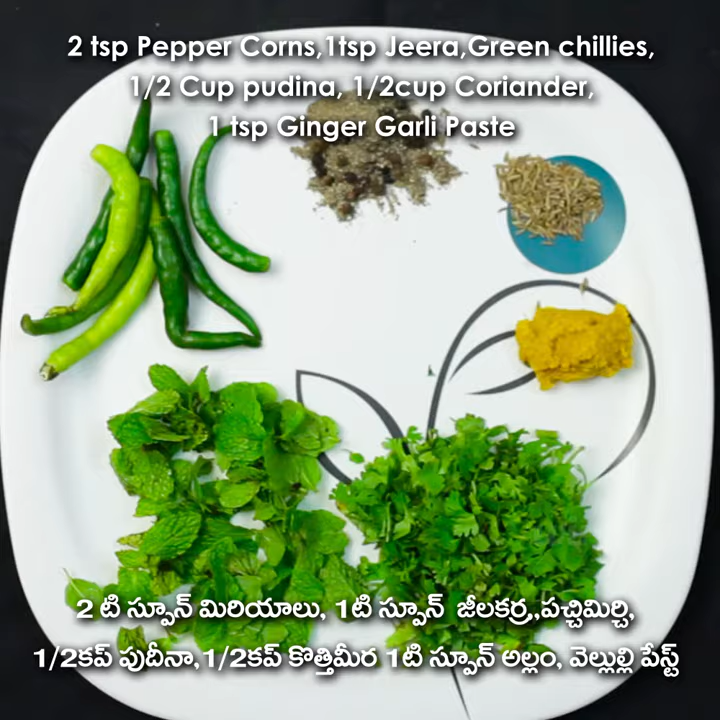 2 tsp Pepper Corns,1tsp Jeera,Green chillies,
1/2 Cup pudina, 1/2cup Coriander,
1 tsp Ginger Garli Paste
2 టి స్పూన్ మిరియాలు, 1టి స్పూన్ జీలకర్ర,,పచ్చిమిర్చి,
1/2కప్ పుదీనా,1/2కప్ కొత్తిమీర 1టి స్పూన్ అల్లం, వెల్లుల్లి పేస్ట్